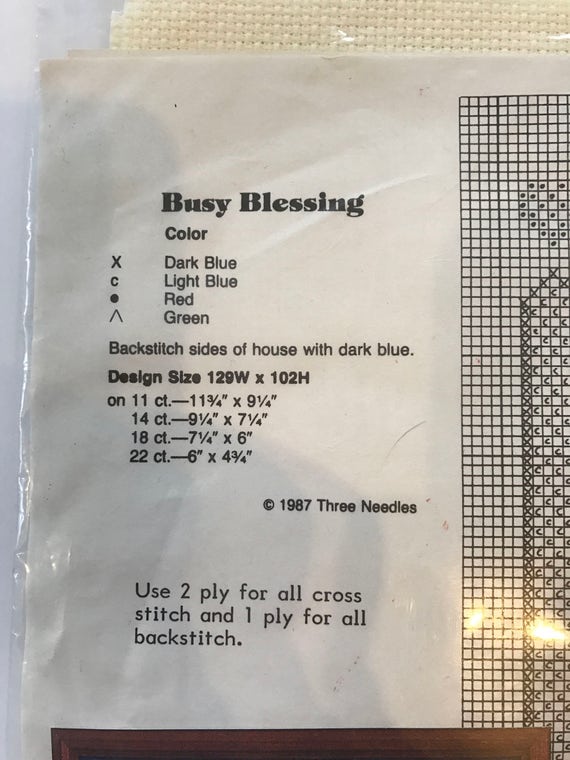 Busy Blessing
Color
X Dark Blue
c Light Blue
● Red
^ Green
Backstitch sides of house with dark blue.
Design Size 129W x 102H
on 11 ct.—11¾" x 9¼"
14 ct.—9¼" x 7¼"
18 ct.—7¼" x 6"
22 ct.—6" x 4¾"
© 1987 Three Needles
Use 2 ply for all cross
stitch and 1 ply for all
backstitch.